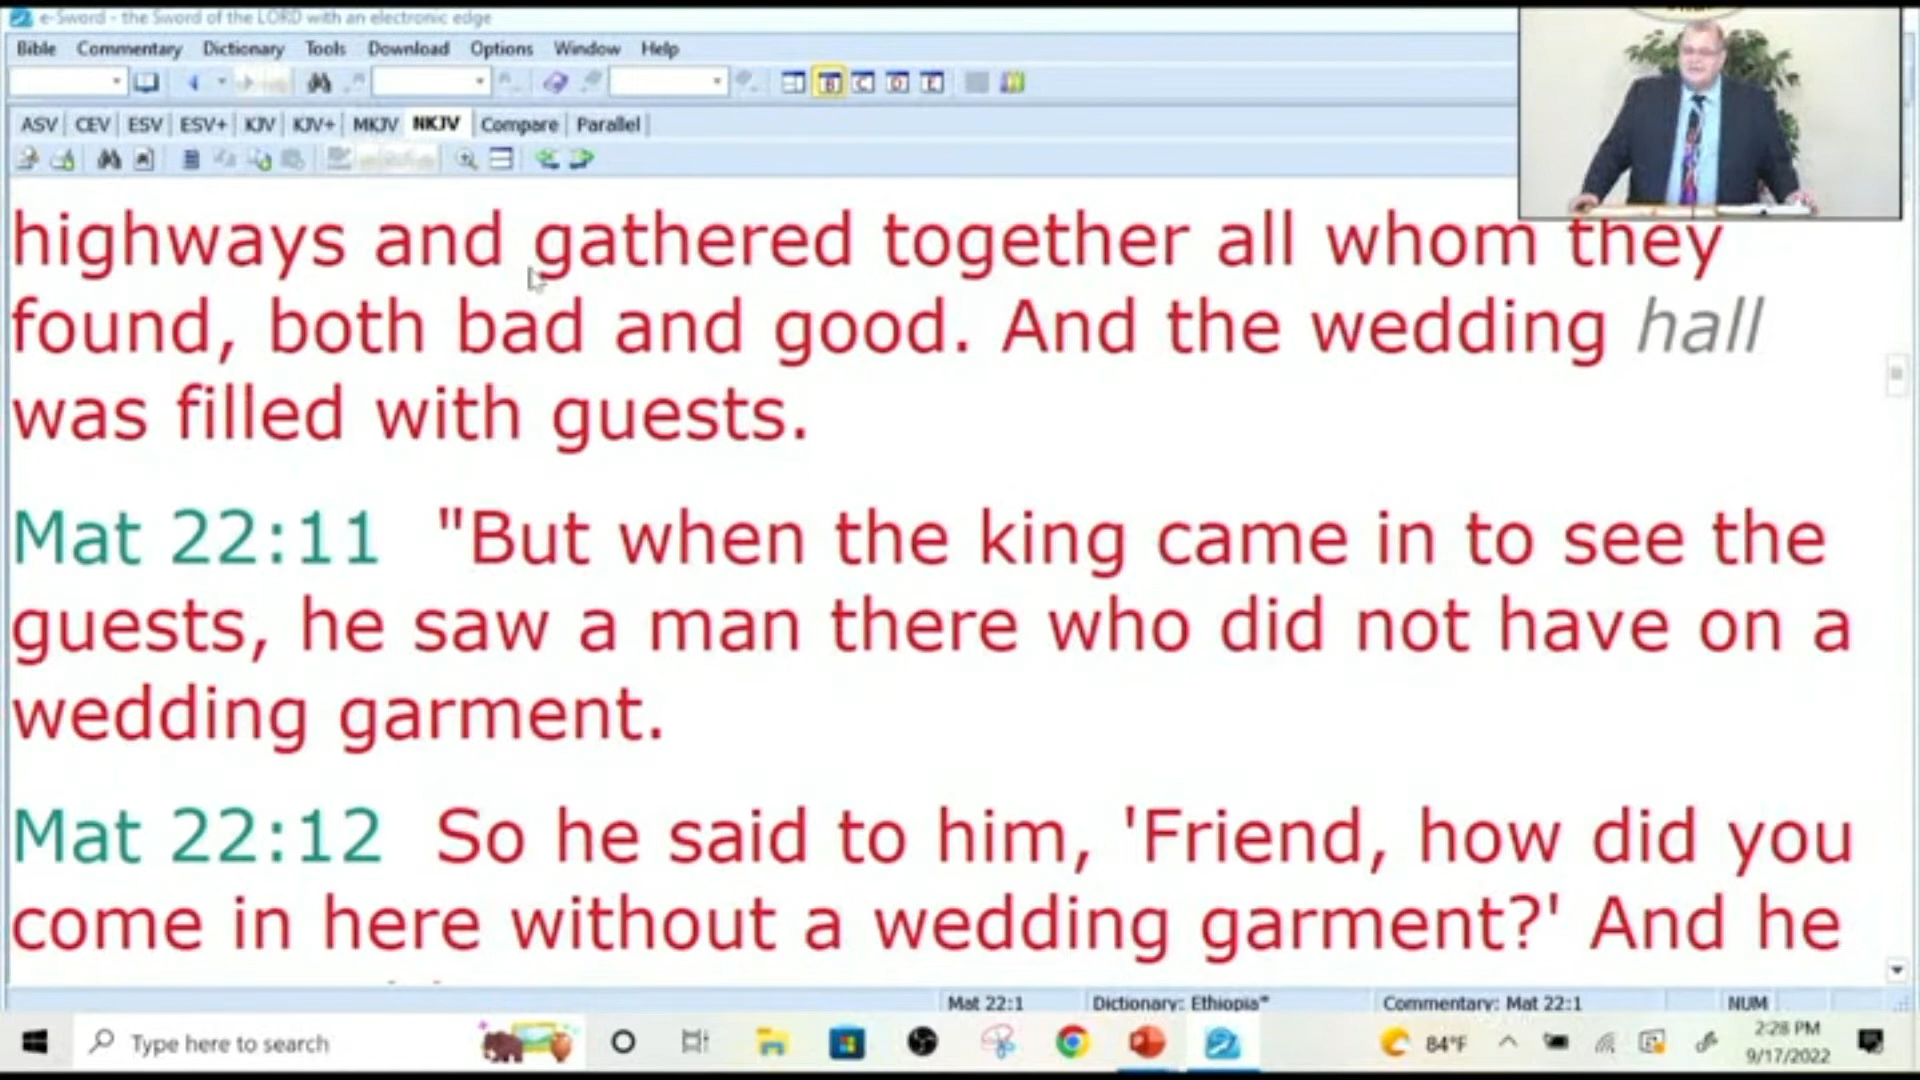 e-Sword - the Sword of the LORD with an electronic edge
Bible Commentary Dictionary Tools Download Options Window Help
ASV CEV ESV ESV+ KJV KJV+ MKJV NKJV Compare Parallel
highways and gathered together all whom they
found, both bad and good. And the wedding hall
was filled with guests.
Mat 22:11 "But when the king came in to see the
guests, he saw a man there who did not have on a
wedding garment.
Mat 22:12 So he said to him, 'Friend, how did you
come in here without a wedding garment?' And he
Mat 22:1 Dictionary: Ethiopia* Commentary: Mat 22:1 NUM
Type here to search
84°F
2:28 PM
9/17/2022